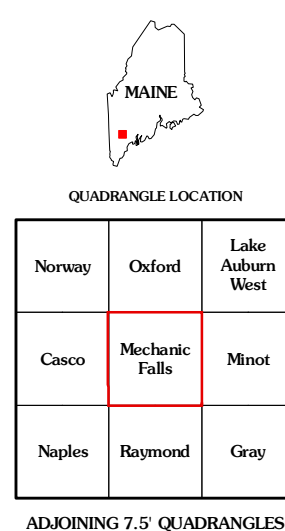 MAINE
QUADRANGLE LOCATION
Norway
Oxford
Lake
Auburn
West
Casco
Mechanic
Falls
Minot
Naples
Raymond
Gray
ADJOINING 7.5' QUADRANGLES